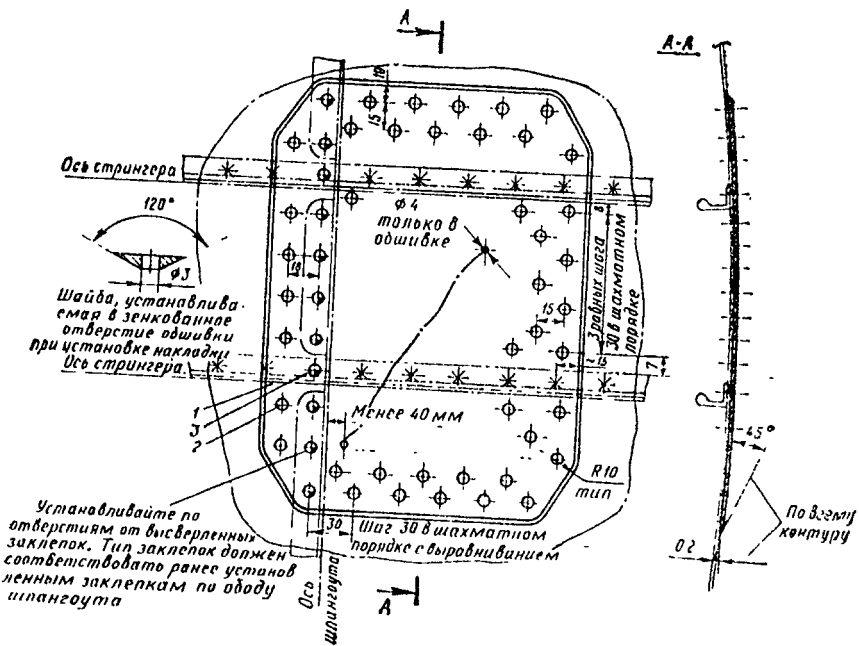 А
А-А
10
15
Ось стрингера
120°
φ4
только в
обшивке
φ3
18
8
3 равных шага
30 в шахматном
порядке
15
15
7
Шайба, устанавлива-
емая в зенкованное
отверстие обшивки
при установке накладки
Ось стрингера
1
3
2
Менее 40 мм
45°
R10
тип
Устанавливайте по
отверстиям от высверленных
заклепок. Тип заклепок должен
соответствовать ранее установ
ленным заклепкам по ободу
шпангоута
30
Шаг 30 в шахматном
порядке с выравниванием
По всему
контуру
Ось
шпангоута
А